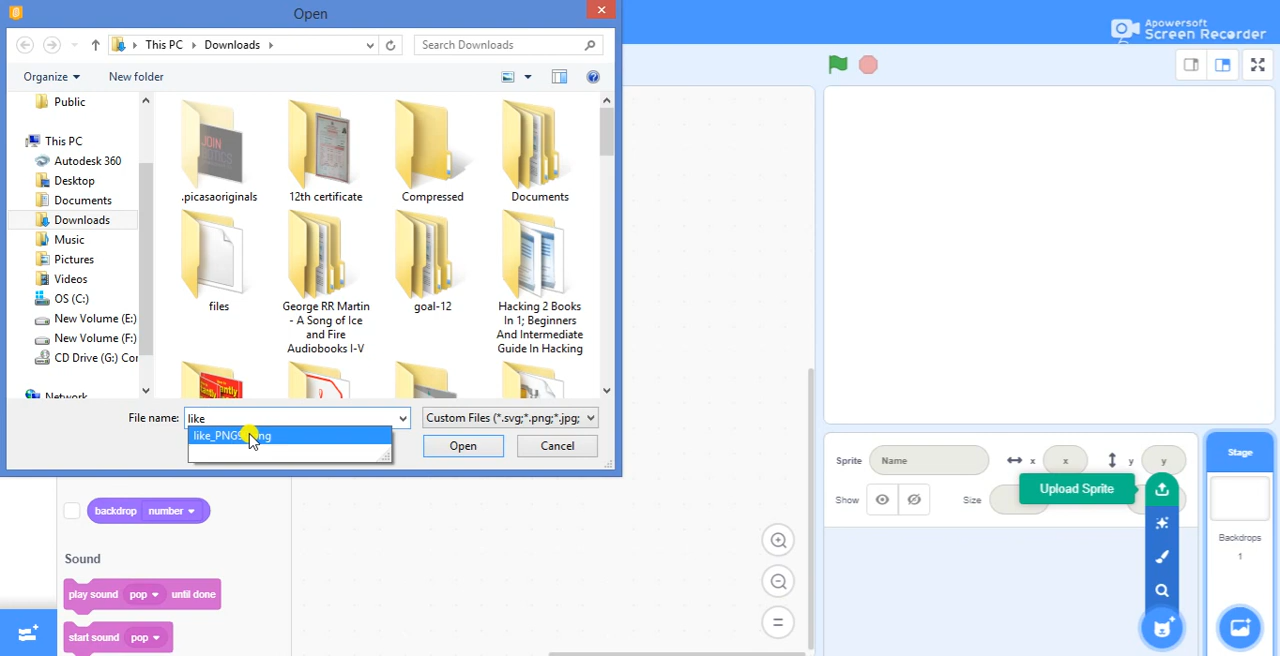 Open
Apowersoft
Screen Recorder
This PC
Downloads
Search Downloads
Organize
New folder
Public
This PC
Autodesk 360
Desktop
Documents
Downloads
Music
Pictures
Videos
OS (C:)
New Volume (E:)
New Volume (F:)
CD Drive (G:) Cor
Network
JOIN
.picasaoriginals
12th certificate
Compressed
Documents
files
George RR Martin
- A Song of Ice
and Fire
Audiobooks I-V
goal-12
Hacking 2 Books
In 1; Beginners
And Intermediate
Guide In Hacking
File name:
like
Custom Files (*.svg;*.png;*.jpg;
Open
Cancel
backdrop number
Sound
play sound pop until done
start sound pop
Sprite
Name
x
x
y
y
Show
Size
Upload Sprite
Stage
Backdrops
1